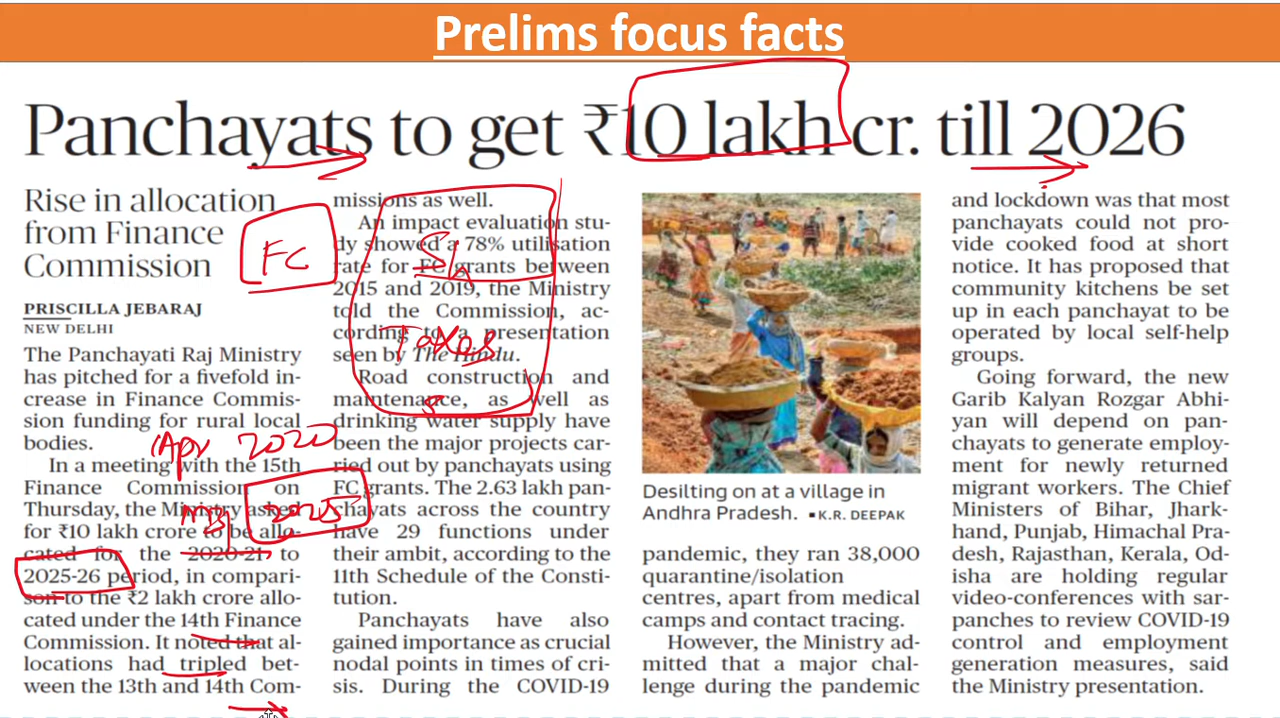 Prelims focus facts
Panchayats to get ₹10 lakh cr. till 2026
Rise in allocation
from Finance
Commission
FC
PRISCILLA JEBARAJ
NEW DELHI
The Panchayati Raj Ministry
has pitched for a fivefold in-
crease in Finance Commis-
sion funding for rural local
bodies.
Apr 2020
In a meeting with the 15th
Finance Commission on
Thursday, the Ministry asked
2025
for ₹10 lakh crore to be allo-
cated for the 2020-21 to
2025-26 period, in compari-
son to the ₹2 lakh crore allo-
cated under the 14th Finance
Commission. It noted that al-
locations had tripled bet-
ween the 13th and 14th Com-
missions as well.
An impact evaluation stu-
dy showed a 78% utilisation
rate for FC grants between
2015 and 2019, the Ministry
told the Commission, ac-
cording to a presentation
seen by The Hindu.
Taxes
Road construction and
maintenance, as well as
drinking water supply have
been the major projects car-
ried out by panchayats using
FC grants. The 2.63 lakh pan-
chayats across the country
have 29 functions under
their ambit, according to the
11th Schedule of the Consti-
tution.
Panchayats have also
gained importance as crucial
nodal points in times of cri-
sis. During the COVID-19
Desilting on at a village in
Andhra Pradesh. ■K.R. DEEPAK
pandemic, they ran 38,000
quarantine/isolation
centres, apart from medical
camps and contact tracing.
However, the Ministry ad-
mitted that a major chal-
lenge during the pandemic
and lockdown was that most
panchayats could not pro-
vide cooked food at short
notice. It has proposed that
community kitchens be set
up in each panchayat to be
operated by local self-help
groups.
Going forward, the new
Garib Kalyan Rozgar Abhi-
yan will depend on pan-
chayats to generate employ-
ment for newly returned
migrant workers. The Chief
Ministers of Bihar, Jhark-
hand, Punjab, Himachal Pra-
desh, Rajasthan, Kerala, Od-
isha are holding regular
video-conferences with sar-
panches to review COVID-19
control and employment
generation measures, said
the Ministry presentation.